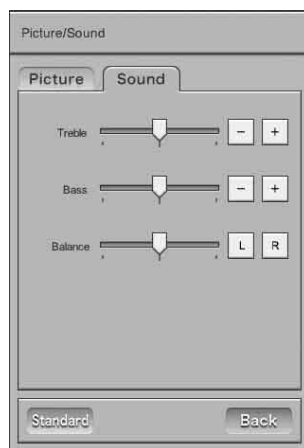 Picture/Sound
Picture Sound
Treble - +
Bass - +
Balance L R
Standard Back